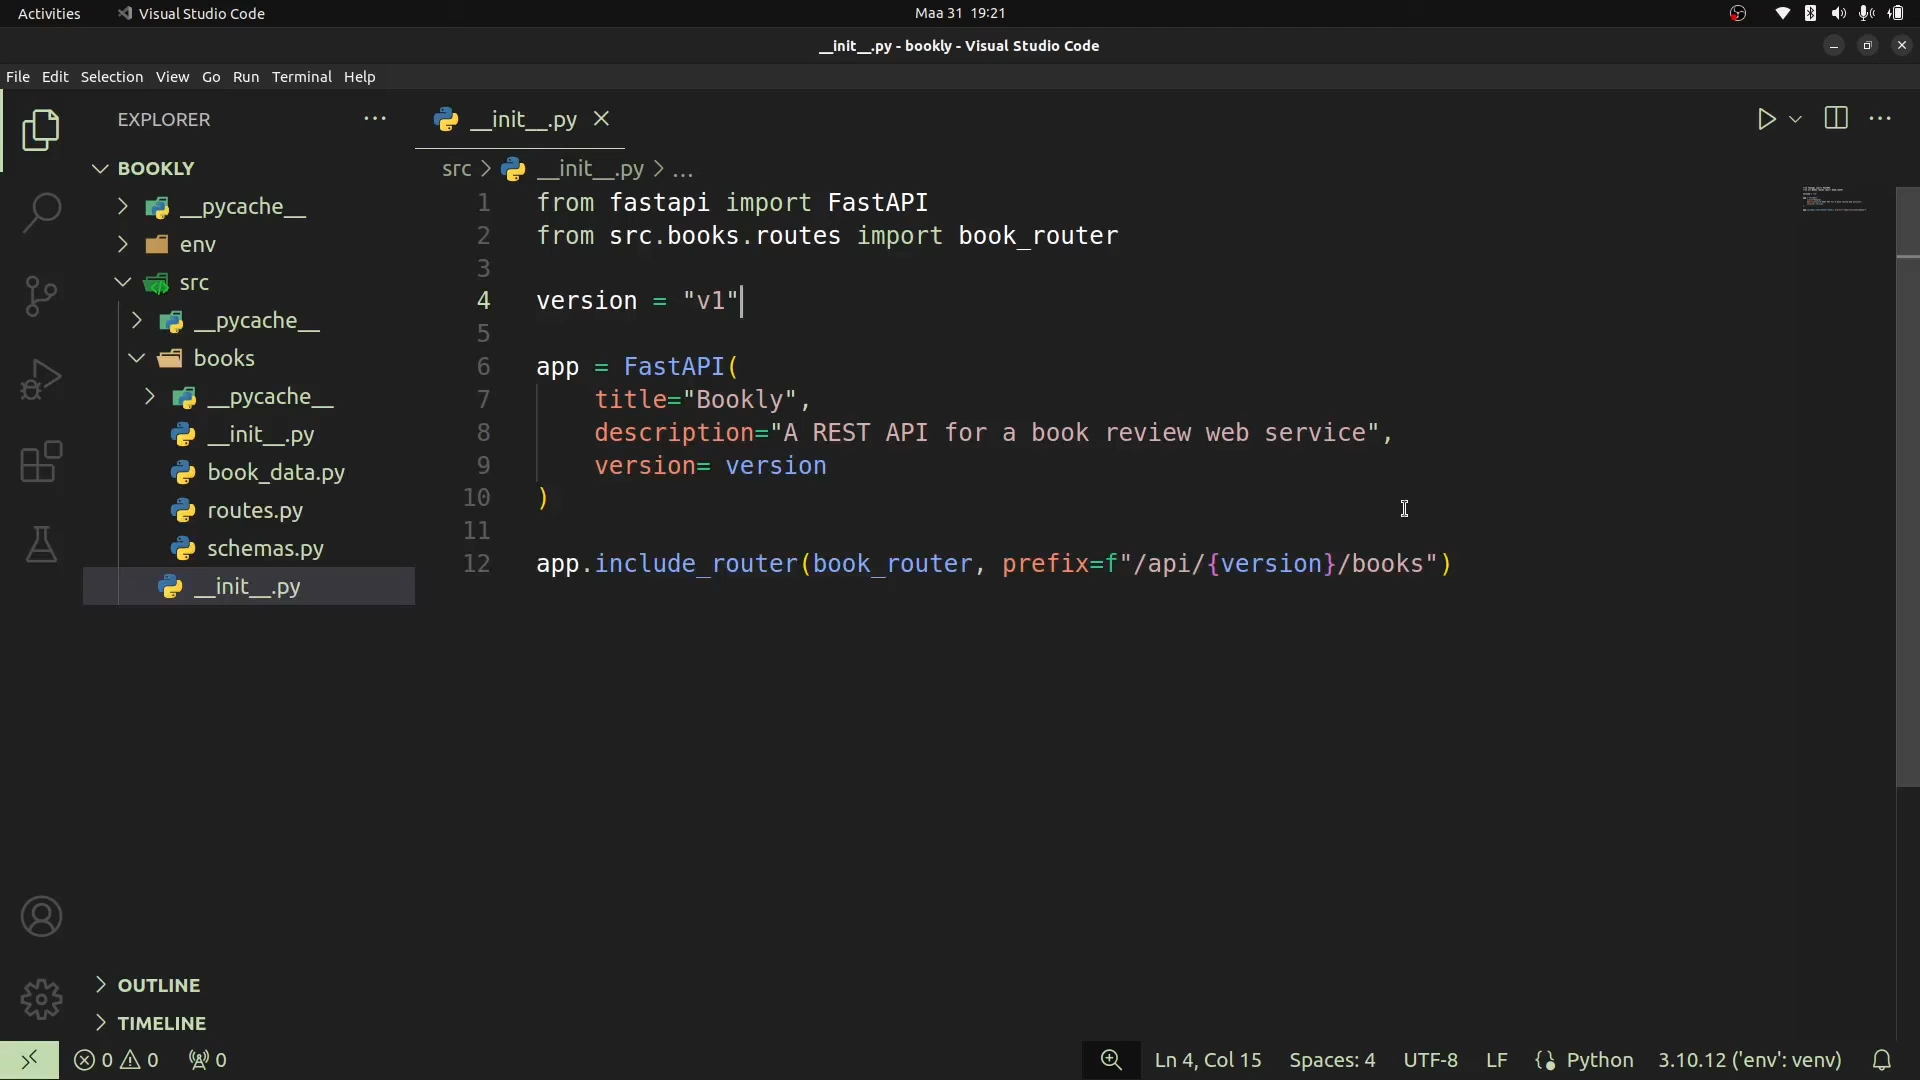 Activities
Visual Studio Code
Maa 31 19:21
__init__.py - bookly - Visual Studio Code
File Edit Selection View Go Run Terminal Help
EXPLORER
BOOKLY
__pycache__
env
src
__pycache__
books
__pycache__
__init__.py
book_data.py
routes.py
schemas.py
__init__.py
OUTLINE
TIMELINE
__init__.py
src > __init__.py > ...
1 from fastapi import FastAPI
2 from src.books.routes import book_router
3
4 version = "v1"
5
6 app = FastAPI(
7 title="Bookly",
8 description="A REST API for a book review web service",
9 version= version
10 )
11
12 app.include_router(book_router, prefix=f"/api/{version}/books")
0 0 0
Ln 4, Col 15 Spaces: 4 UTF-8 LF Python 3.10.12 ('env': venv)